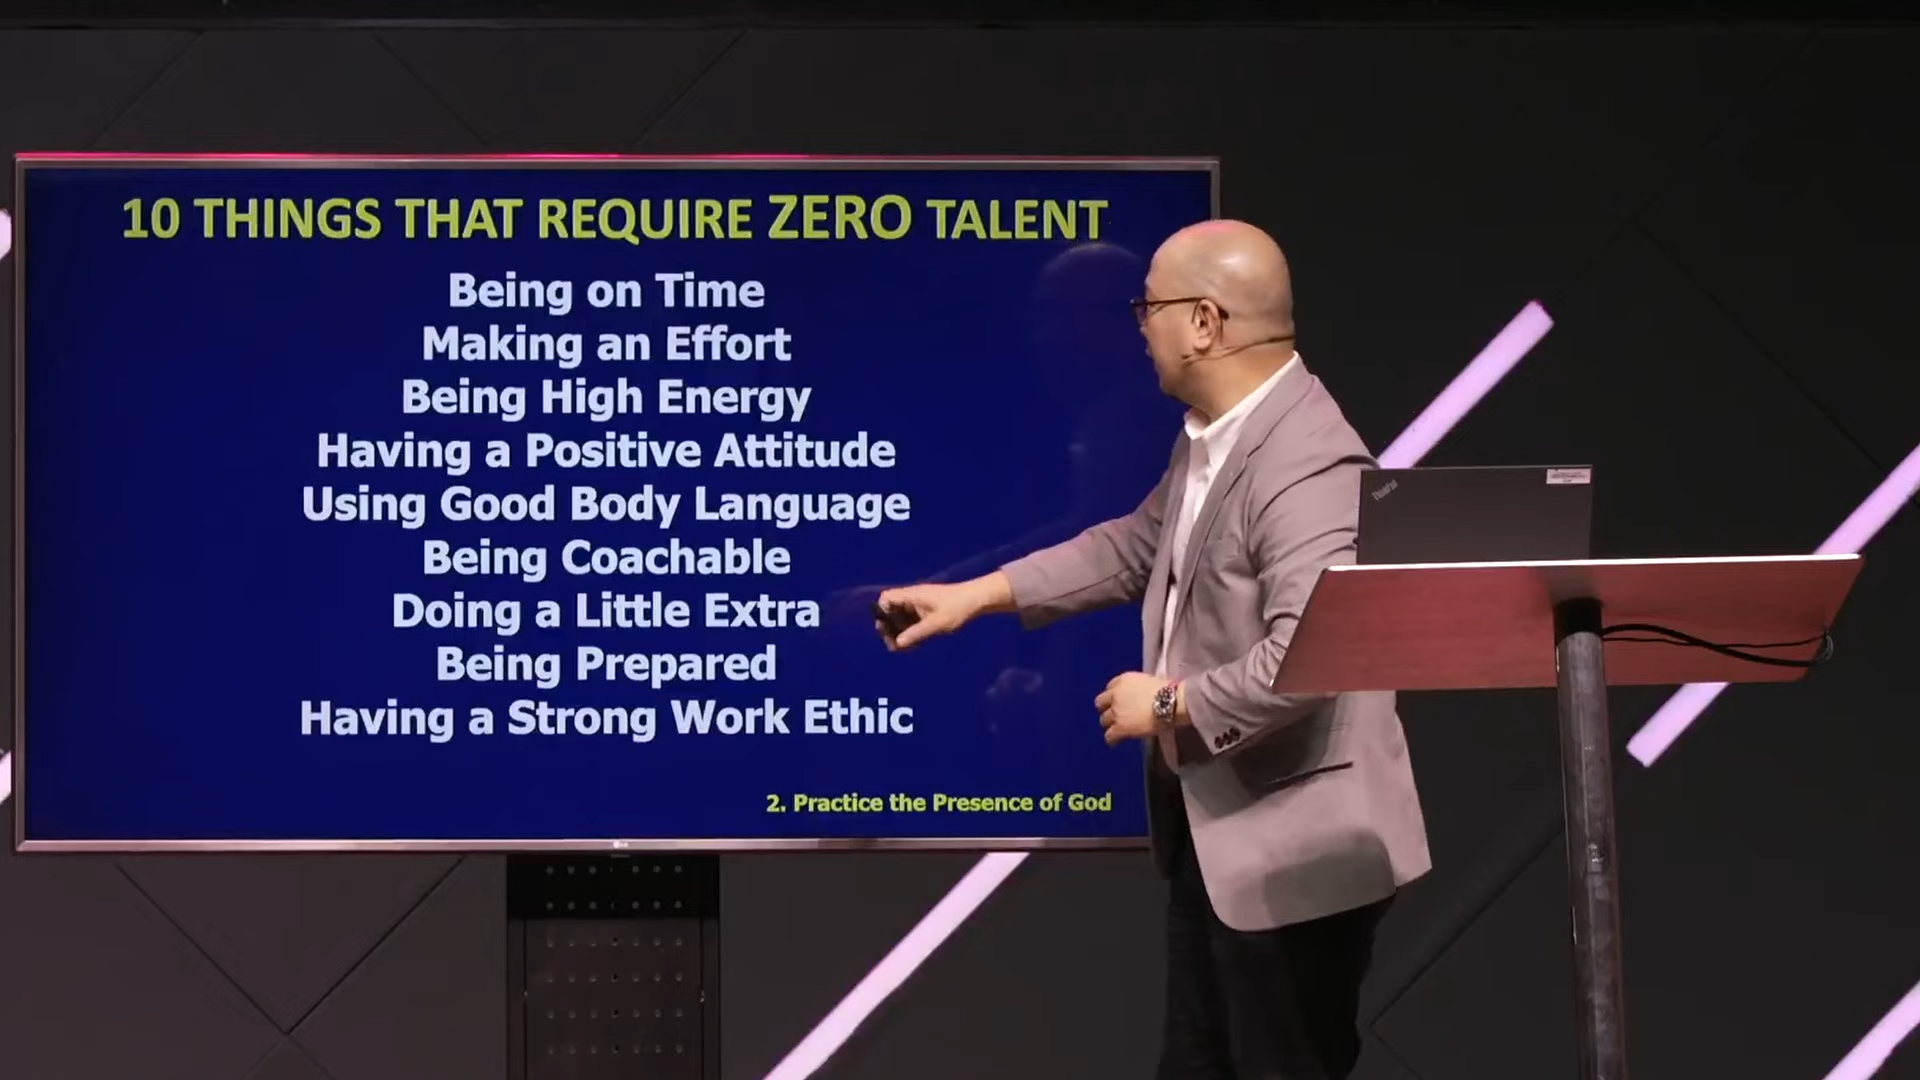 10 THINGS THAT REQUIRE ZERO TALENT
Being on Time
Making an Effort
Being High Energy
Having a Positive Attitude
Using Good Body Language
Being Coachable
Doing a Little Extra
Being Prepared
Having a Strong Work Ethic
2. Practice the Presence of God
LG
ThinkPad